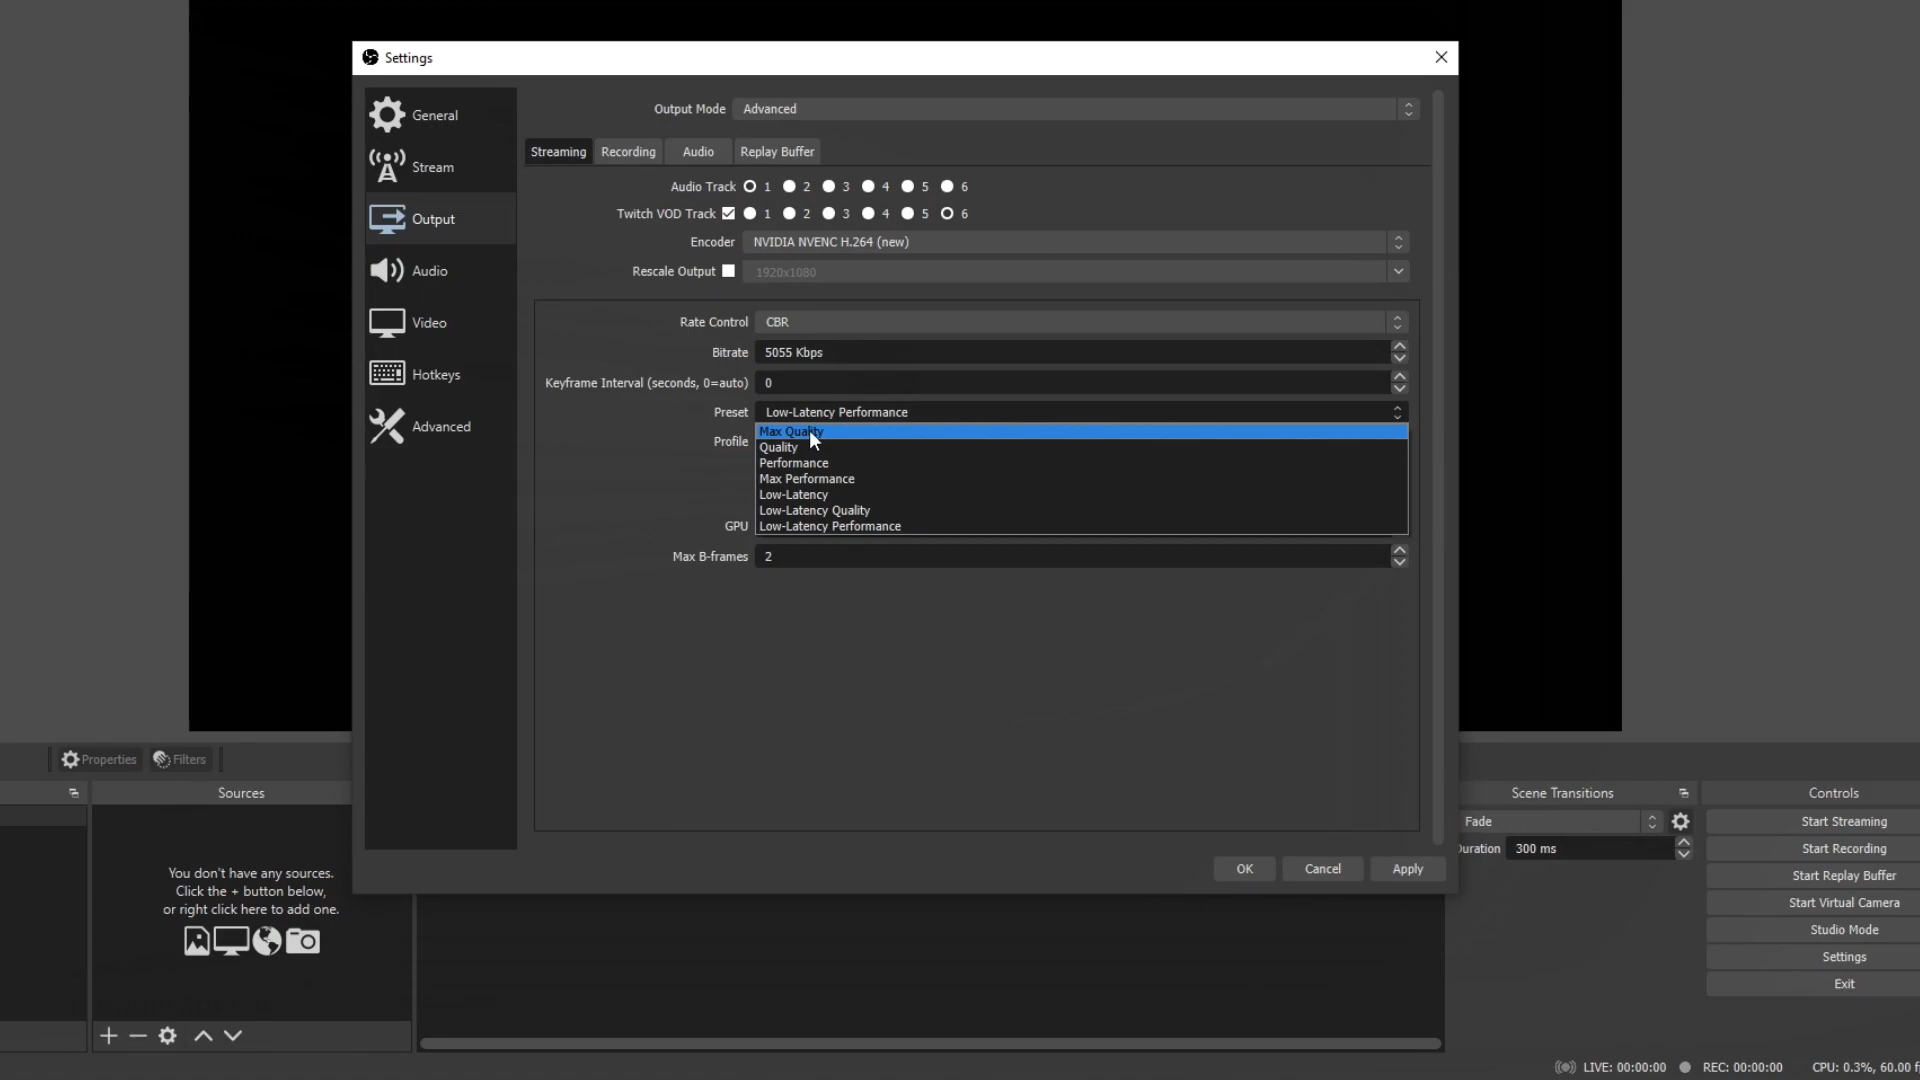 Settings
General
Stream
Output
Audio
Video
Hotkeys
Advanced
Output Mode Advanced
Streaming Recording Audio Replay Buffer
Audio Track 1 2 3 4 5 6
Twitch VOD Track 1 2 3 4 5 6
Encoder NVIDIA NVENC H.264 (new)
Rescale Output 1920x1080
Rate Control CBR
Bitrate 5055 Kbps
Keyframe Interval (seconds, 0=auto) 0
Preset Low-Latency Performance
Max Quality
Profile
Quality
Performance
Max Performance
Low-Latency
Low-Latency Quality
GPU Low-Latency Performance
Max B-frames 2
OK Cancel Apply
Properties Filters
Sources
You don't have any sources.
Click the + button below,
or right click here to add one.
Scene Transitions
Fade
Duration 300 ms
Controls
Start Streaming
Start Recording
Start Replay Buffer
Start Virtual Camera
Studio Mode
Settings
Exit
LIVE: 00:00:00 REC: 00:00:00 CPU: 0.3%, 60.00 f